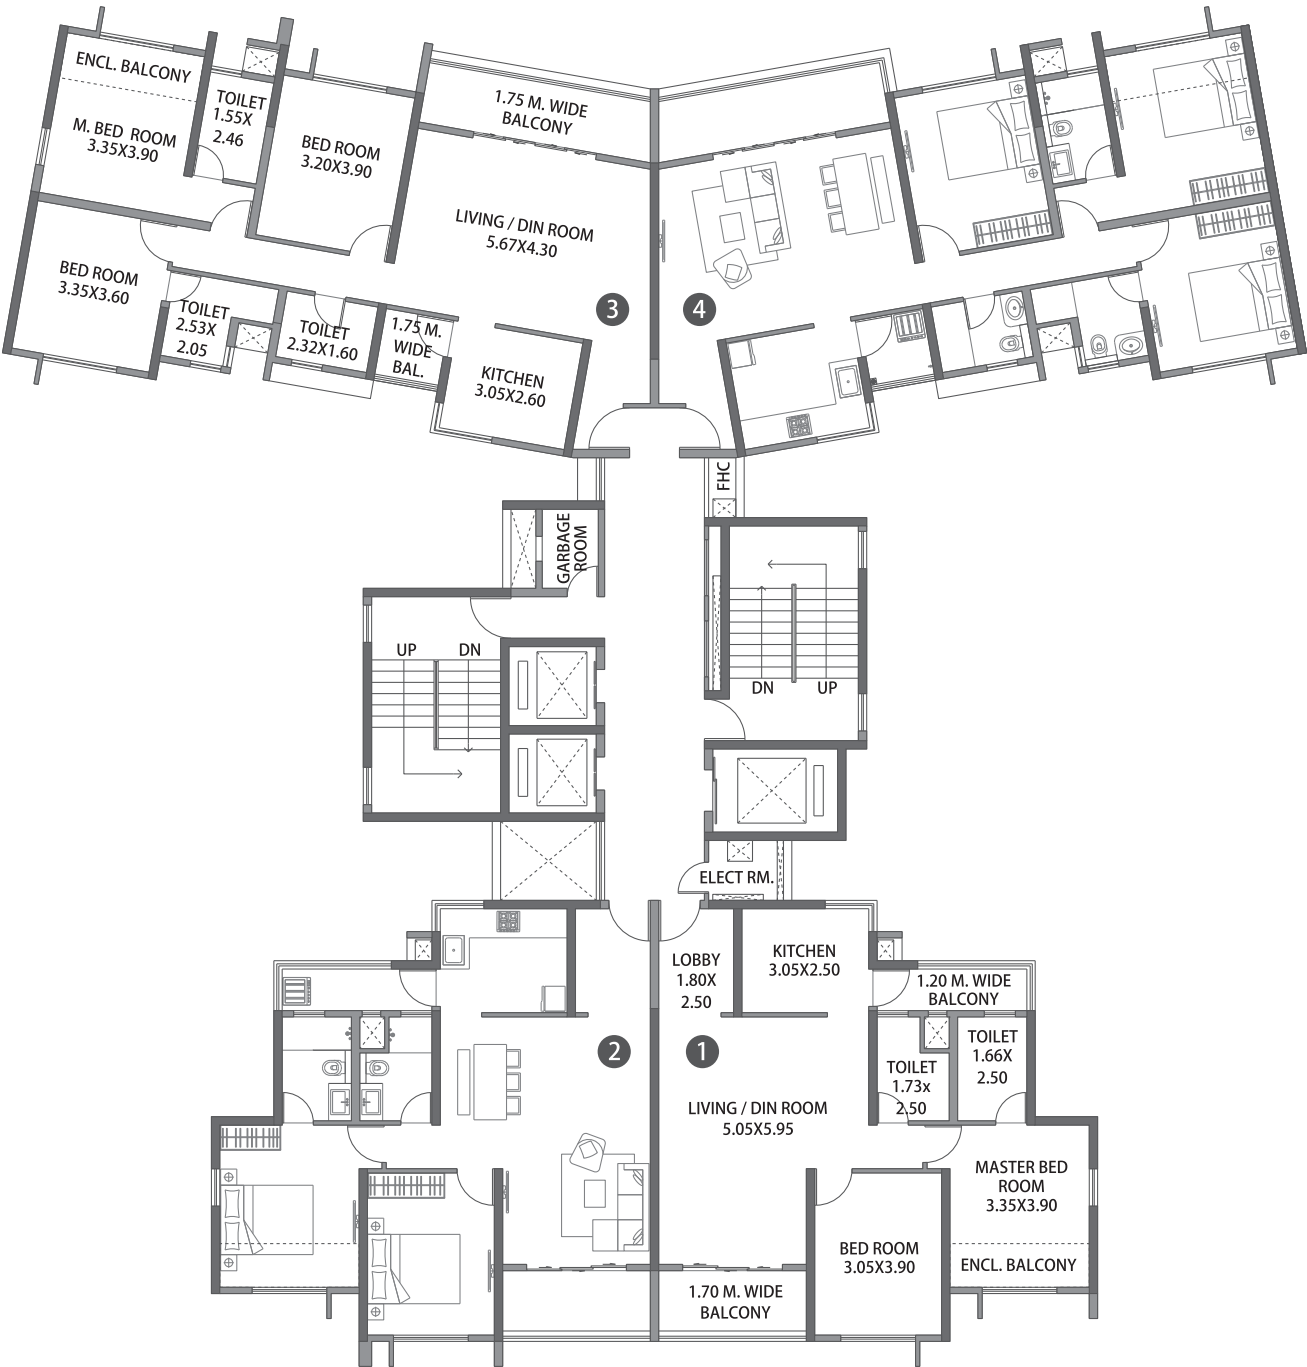 ENCL. BALCONY
M. BED ROOM
3.35X3.90
TOILET
1.55X
2.46
BED ROOM
3.20X3.90
1.75 M. WIDE
BALCONY
LIVING / DIN ROOM
5.67X4.30
BED ROOM
3.35X3.60
TOILET
2.53X
2.05
TOILET
2.32X1.60
1.75 M.
WIDE
BAL.
KITCHEN
3.05X2.60
3
4
FHC
GARBAGE
ROOM
UP
DN
DN
UP
ELECT RM.
LOBBY
1.80X
2.50
KITCHEN
3.05X2.50
1.20 M. WIDE
BALCONY
2
1
TOILET
1.73x
2.50
TOILET
1.66X
2.50
LIVING / DIN ROOM
5.05X5.95
MASTER BED
ROOM
3.35X3.90
BED ROOM
3.05X3.90
ENCL. BALCONY
1.70 M. WIDE
BALCONY